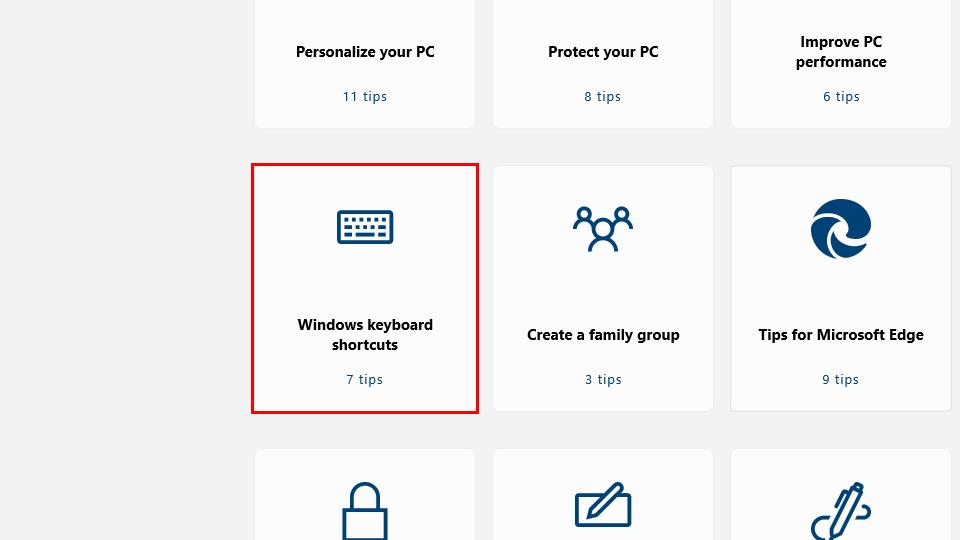 Personalize your PC
11 tips
Protect your PC
8 tips
Improve PC
performance
6 tips
Windows keyboard
shortcuts
7 tips
Create a family group
3 tips
Tips for Microsoft Edge
9 tips